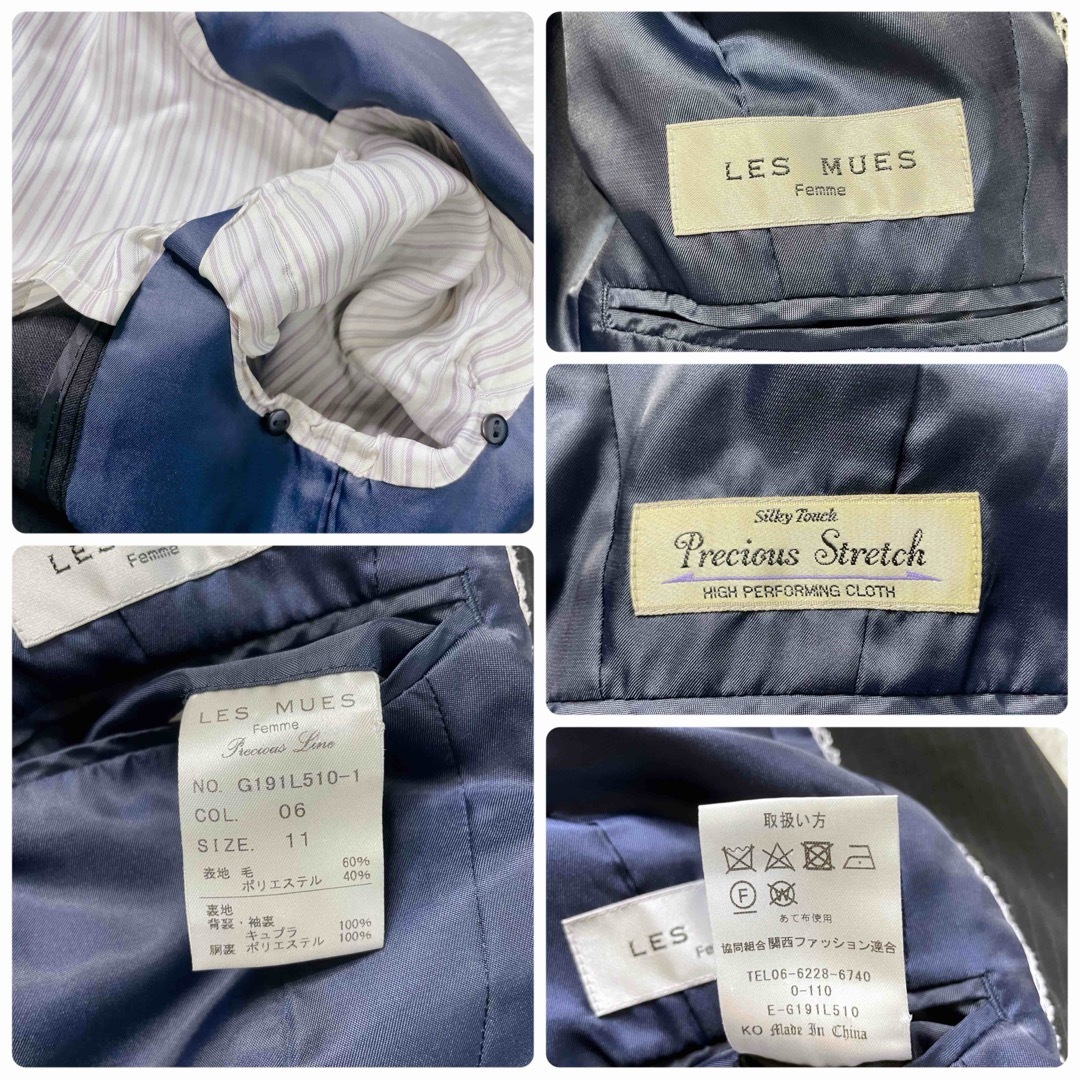 LES MUES
Femme
Silky Touch
Precious Stretch
HIGH PERFORMING CLOTH
LES
Femme
LES MUES
Femme
Precious Line
NO. G191L510-1
COL. 06
SIZE. 11
表地 毛 60%
ポリエステル 40%
裏地
背裏・袖裏
キュプラ 100%
胴裏 ポリエステル 100%
取扱い方
F
W
あて布使用
協同組合関西ファッション連合
TEL06-6228-6740
0-110
E-G191L510
KO Made In China
LES
Fe